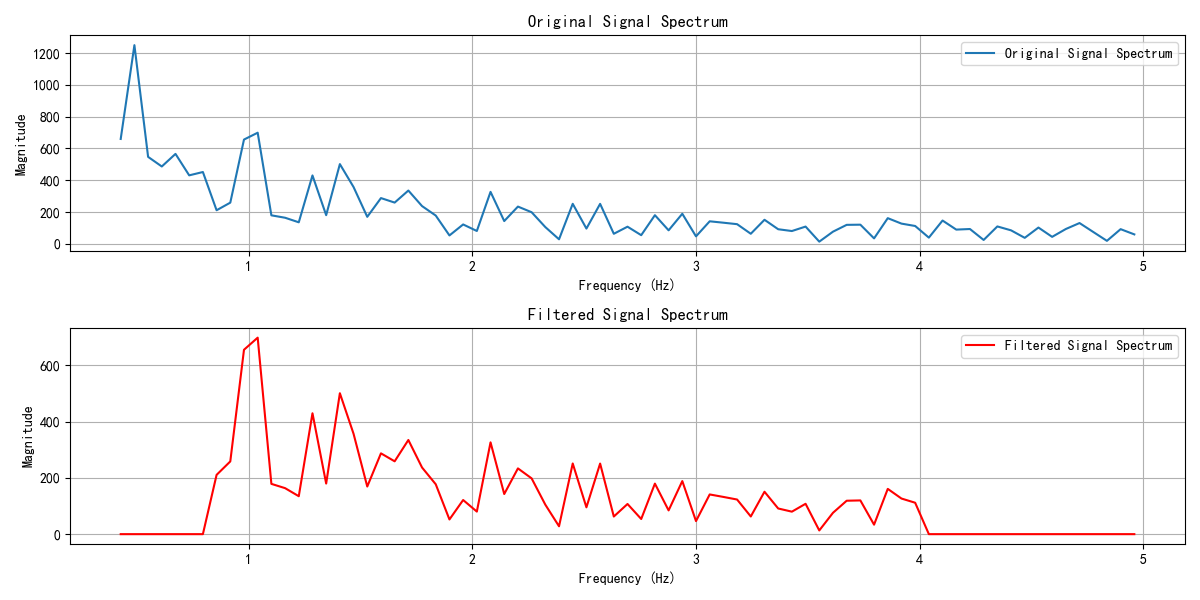 Original Signal Spectrum
Original Signal Spectrum
Magnitude
1200
1000
800
600
400
200
0
1 2 3 4 5
Frequency (Hz)
Filtered Signal Spectrum
Filtered Signal Spectrum
Magnitude
600
400
200
0
1 2 3 4 5
Frequency (Hz)